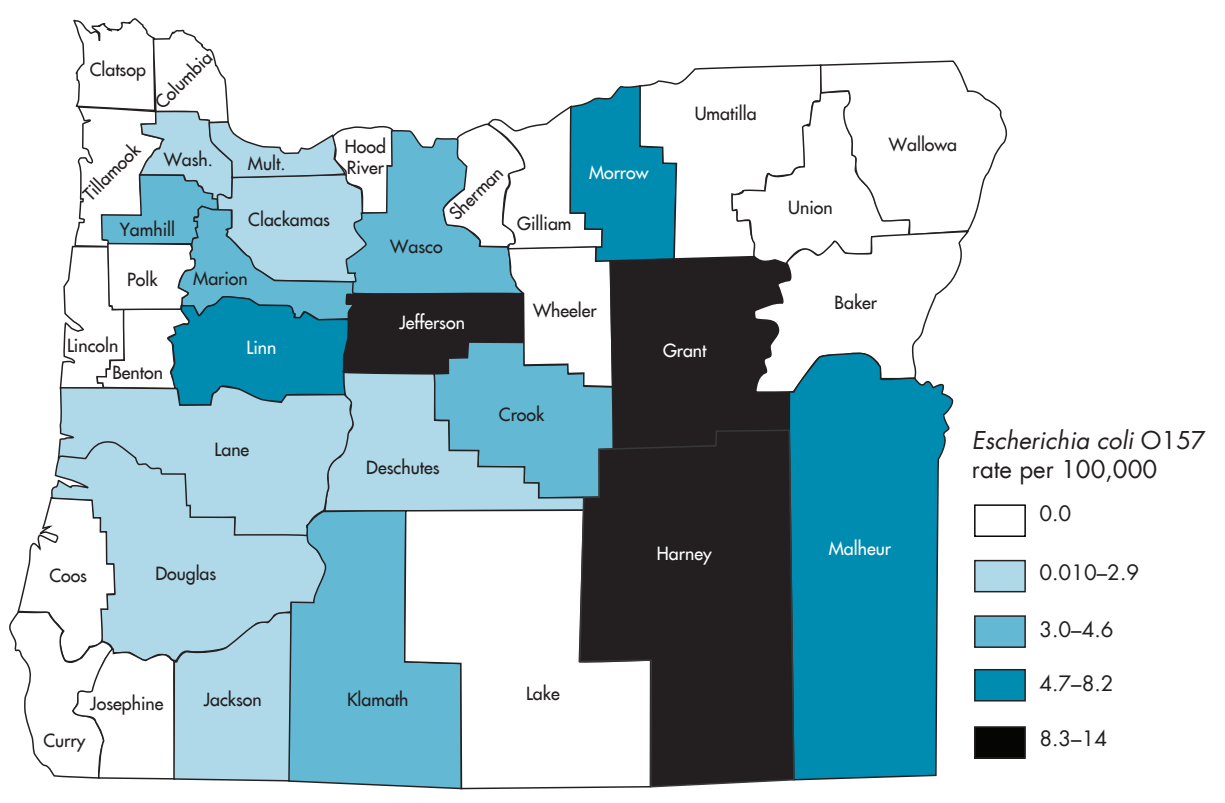 Clatsop
Columbia
Tillamook
Wash.
Mult.
Hood
River
Sherman
Gilliam
Morrow
Umatilla
Union
Wallowa
Yamhill
Clackamas
Wasco
Polk
Marion
Jefferson
Wheeler
Grant
Baker
Lincoln
Benton
Linn
Crook
Lane
Deschutes
Harney
Malheur
Coos
Douglas
Curry
Josephine
Jackson
Klamath
Lake
Escherichia coli O157
rate per 100,000
0.0
0.010–2.9
3.0–4.6
4.7–8.2
8.3–14